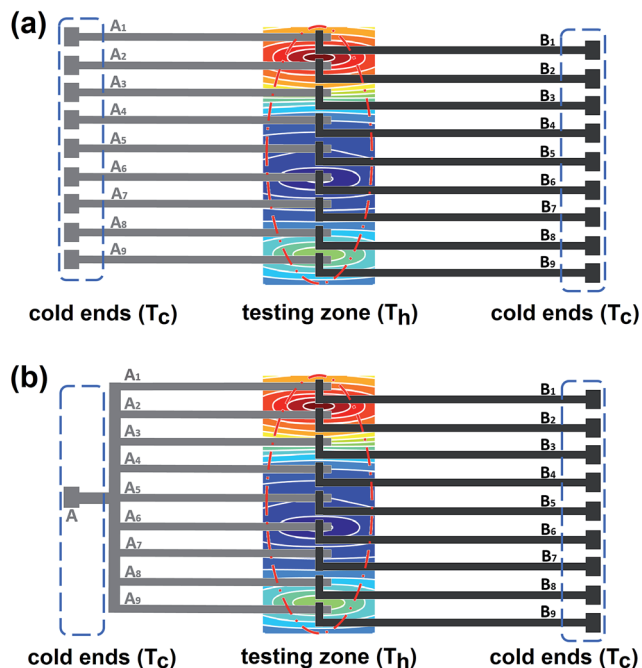 (a)
A1
A2
A3
A4
A5
A6
A7
A8
A9
B1
B2
B3
B4
B5
B6
B7
B8
B9
cold ends (Tc) testing zone (Th) cold ends (Tc)
(b)
A1
A2
A3
A4
A5
A6
A7
A8
A9
A
B1
B2
B3
B4
B5
B6
B7
B8
B9
cold ends (Tc) testing zone (Th) cold ends (Tc)